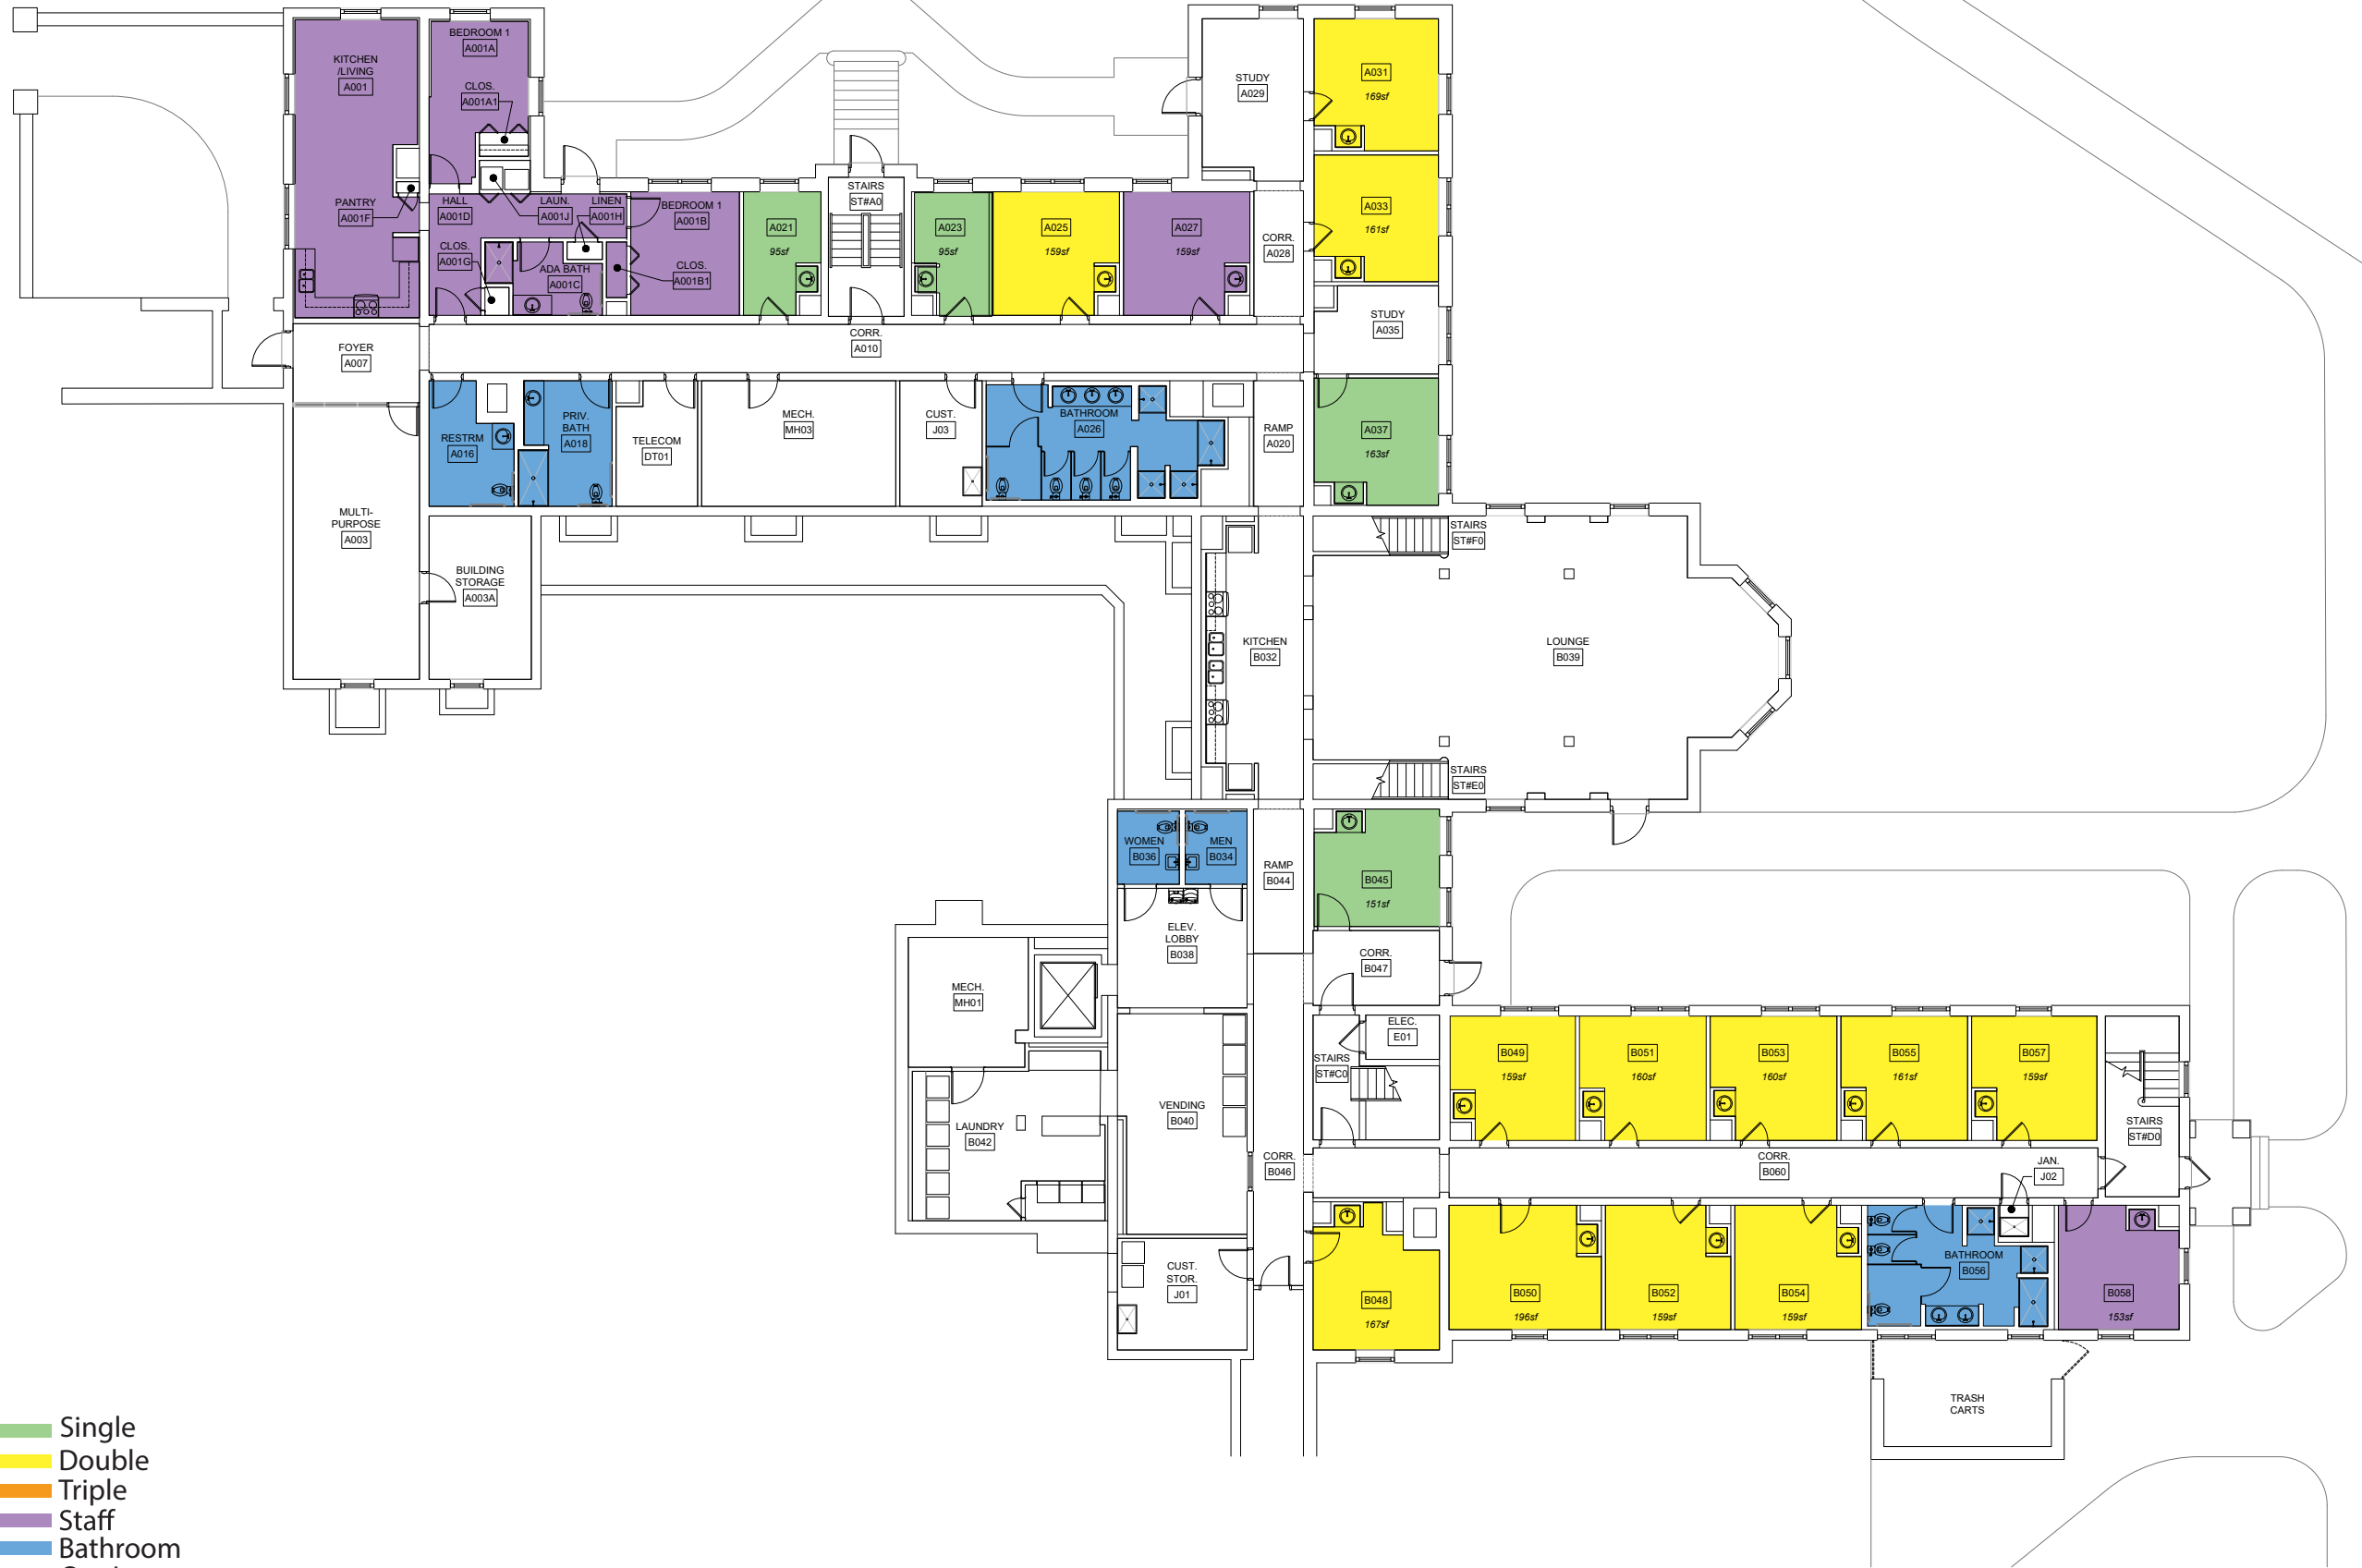 KITCHEN
/LIVING
A001
BEDROOM 1
A001A
CLOS.
A001A1
PANTRY
A001F
HALL
A001D
LAUN.
A001J
LINEN
A001H
CLOS.
A001G
ADA BATH
A001C
BEDROOM 1
A001B
CLOS.
A001B1
A021
95sf
STAIRS
ST#A0
A023
95sf
A025
159sf
A027
159sf
STUDY
A029
A031
169sf
A033
161sf
CORR.
A028
STUDY
A035
FOYER
A007
CORR.
A010
RESTRM
A016
PRIV.
BATH
A018
TELECOM
DT01
MECH.
MH03
CUST.
J03
BATHROOM
A026
RAMP
A020
A037
163sf
MULTI-
PURPOSE
A003
BUILDING
STORAGE
A003A
STAIRS
ST#F0
KITCHEN
B032
LOUNGE
B039
STAIRS
ST#E0
WOMEN
B036
MEN
B034
RAMP
B044
B045
151sf
ELEV.
LOBBY
B038
CORR.
B047
MECH.
MH01
STAIRS
ST#C0
ELEC.
E01
B049
159sf
B051
160sf
B053
160sf
B055
161sf
B057
159sf
LAUNDRY
B042
VENDING
B040
CORR.
B046
CORR.
B060
JAN.
J02
STAIRS
ST#D0
CUST.
STOR.
J01
B048
167sf
B050
196sf
B052
159sf
B054
159sf
BATHROOM
B056
B058
153sf
TRASH
CARTS
Single
Double
Triple
Staff
Bathroom